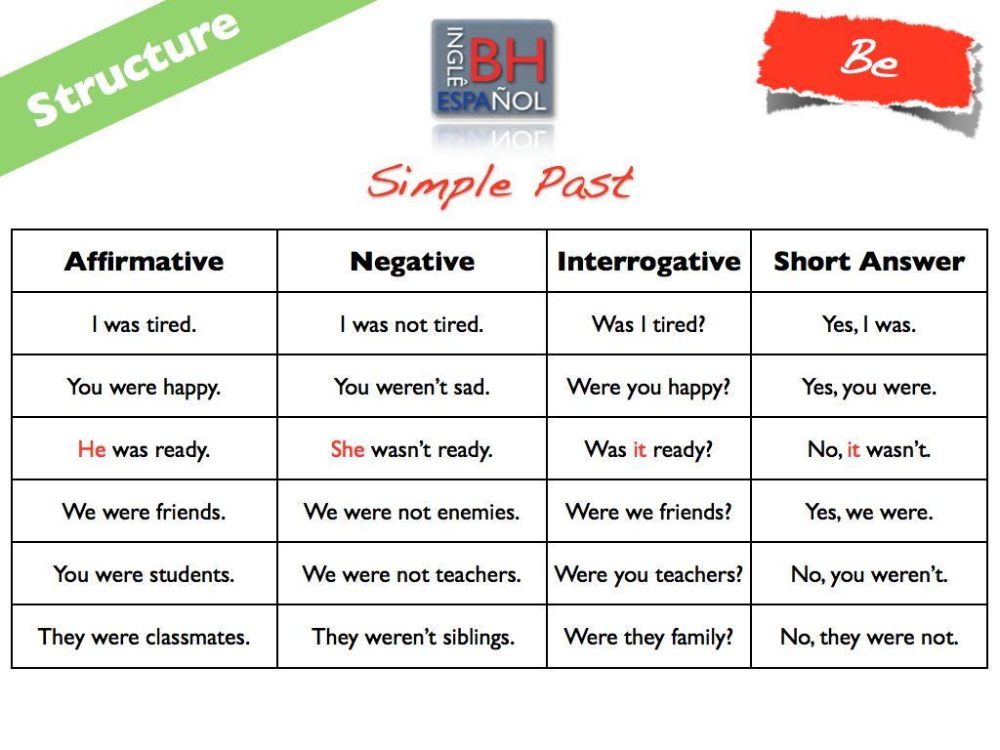 Structure
INGLÊ
BH
ESPAÑOL
Be
Simple Past
Affirmative Negative Interrogative Short Answer
I was tired. I was not tired. Was I tired? Yes, I was.
You were happy. You weren’t sad. Were you happy? Yes, you were.
He was ready. She wasn’t ready. Was it ready? No, it wasn’t.
We were friends. We were not enemies. Were we friends? Yes, we were.
You were students. We were not teachers. Were you teachers? No, you weren’t.
They were classmates. They weren’t siblings. Were they family? No, they were not.